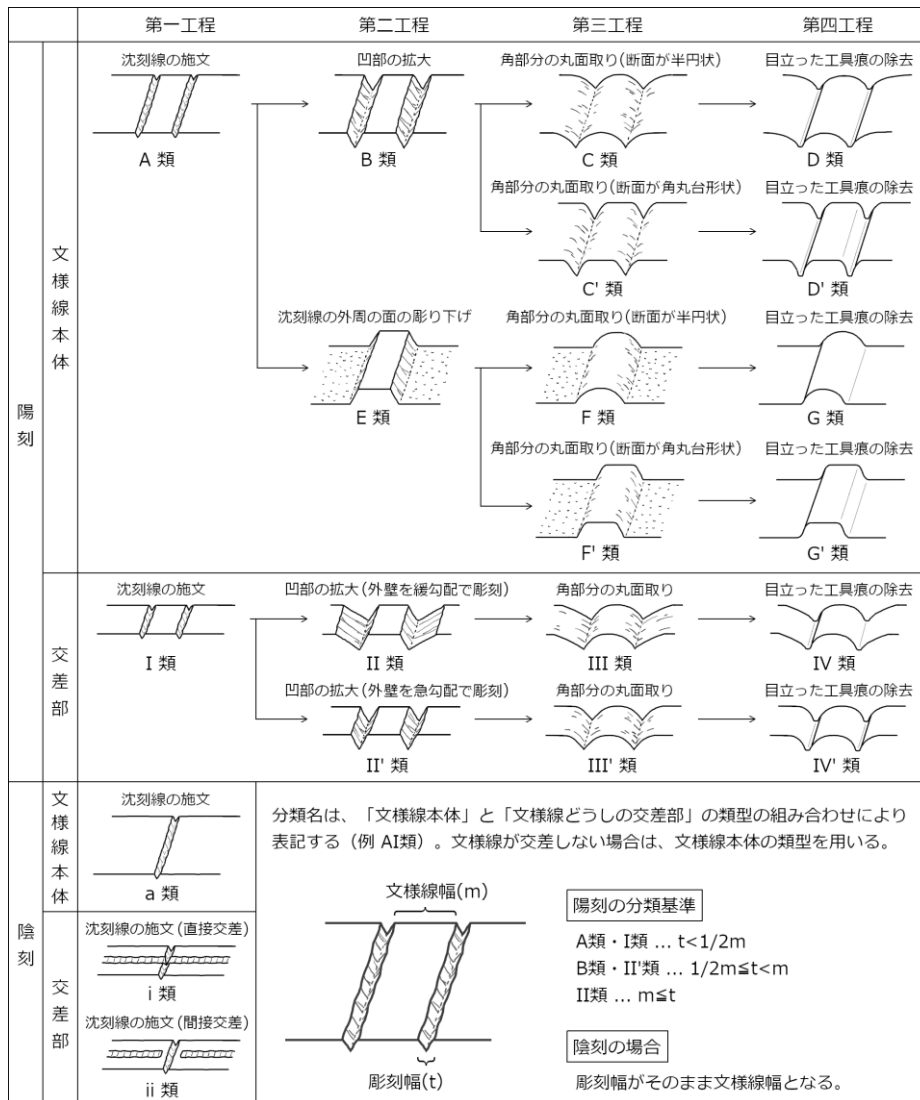 第一工程 第二工程 第三工程 第四工程
陽刻
文様線本体
沈刻線の施文
A 類
凹部の拡大
B 類
角部分の丸面取り(断面が半円状)
C 類
目立った工具痕の除去
D 類
角部分の丸面取り(断面が角丸台形状)
C' 類
目立った工具痕の除去
D' 類
沈刻線の外周の面の彫り下げ
E 類
角部分の丸面取り(断面が半円状)
F 類
目立った工具痕の除去
G 類
角部分の丸面取り(断面が角丸台形状)
F' 類
目立った工具痕の除去
G' 類
交差部
沈刻線の施文
I 類
凹部の拡大(外壁を緩勾配で彫刻)
II 類
角部分の丸面取り
III 類
目立った工具痕の除去
IV 類
凹部の拡大(外壁を急勾配で彫刻)
II' 類
角部分の丸面取り
III' 類
目立った工具痕の除去
IV' 類
陰刻
文様線本体
沈刻線の施文
a 類
交差部
沈刻線の施文(直接交差)
i 類
沈刻線の施文(間接交差)
ii 類
分類名は、「文様線本体」と「文様線どうしの交差部」の類型の組み合わせにより
表記する（例 AI類）。文様線が交差しない場合は、文様線本体の類型を用いる。
文様線幅(m)
彫刻幅(t)
陽刻の分類基準
A類・I類 ... t<1/2m
B類・II'類 ... 1/2m≦t<m
II類 ... m≦t
陰刻の場合
彫刻幅がそのまま文様線幅となる。